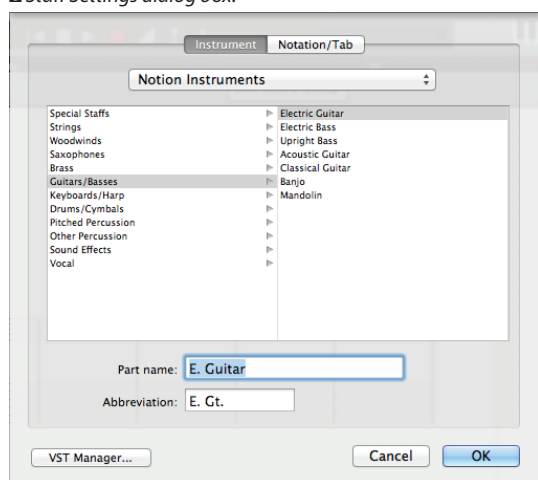 Staff Settings dialog box.
Instrument Notation/Tab
Notion Instruments
Special Staffs Electric Guitar
Strings Electric Bass
Woodwinds Upright Bass
Saxophones Acoustic Guitar
Brass Classical Guitar
Guitars/Basses Banjo
Keyboards/Harp Mandolin
Drums/Cymbals
Pitched Percussion
Other Percussion
Sound Effects
Vocal
Part name: E. Guitar
Abbreviation: E. Gt.
VST Manager... Cancel OK